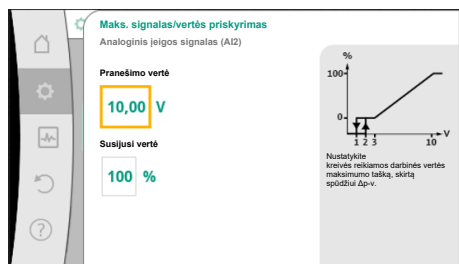 Maks. signalas/vertės priskyrimas
Analoginis įeigos signalas (AI2)
Pranešimo vertė
10,00 V
Susijusi vertė
100 %
%
100
0
1 2 3 10 V
Nustatykite
kreivės reikiamos darbinės vertės
maksimumo tašką, skirtą
spūdžiui Δp-v.
?